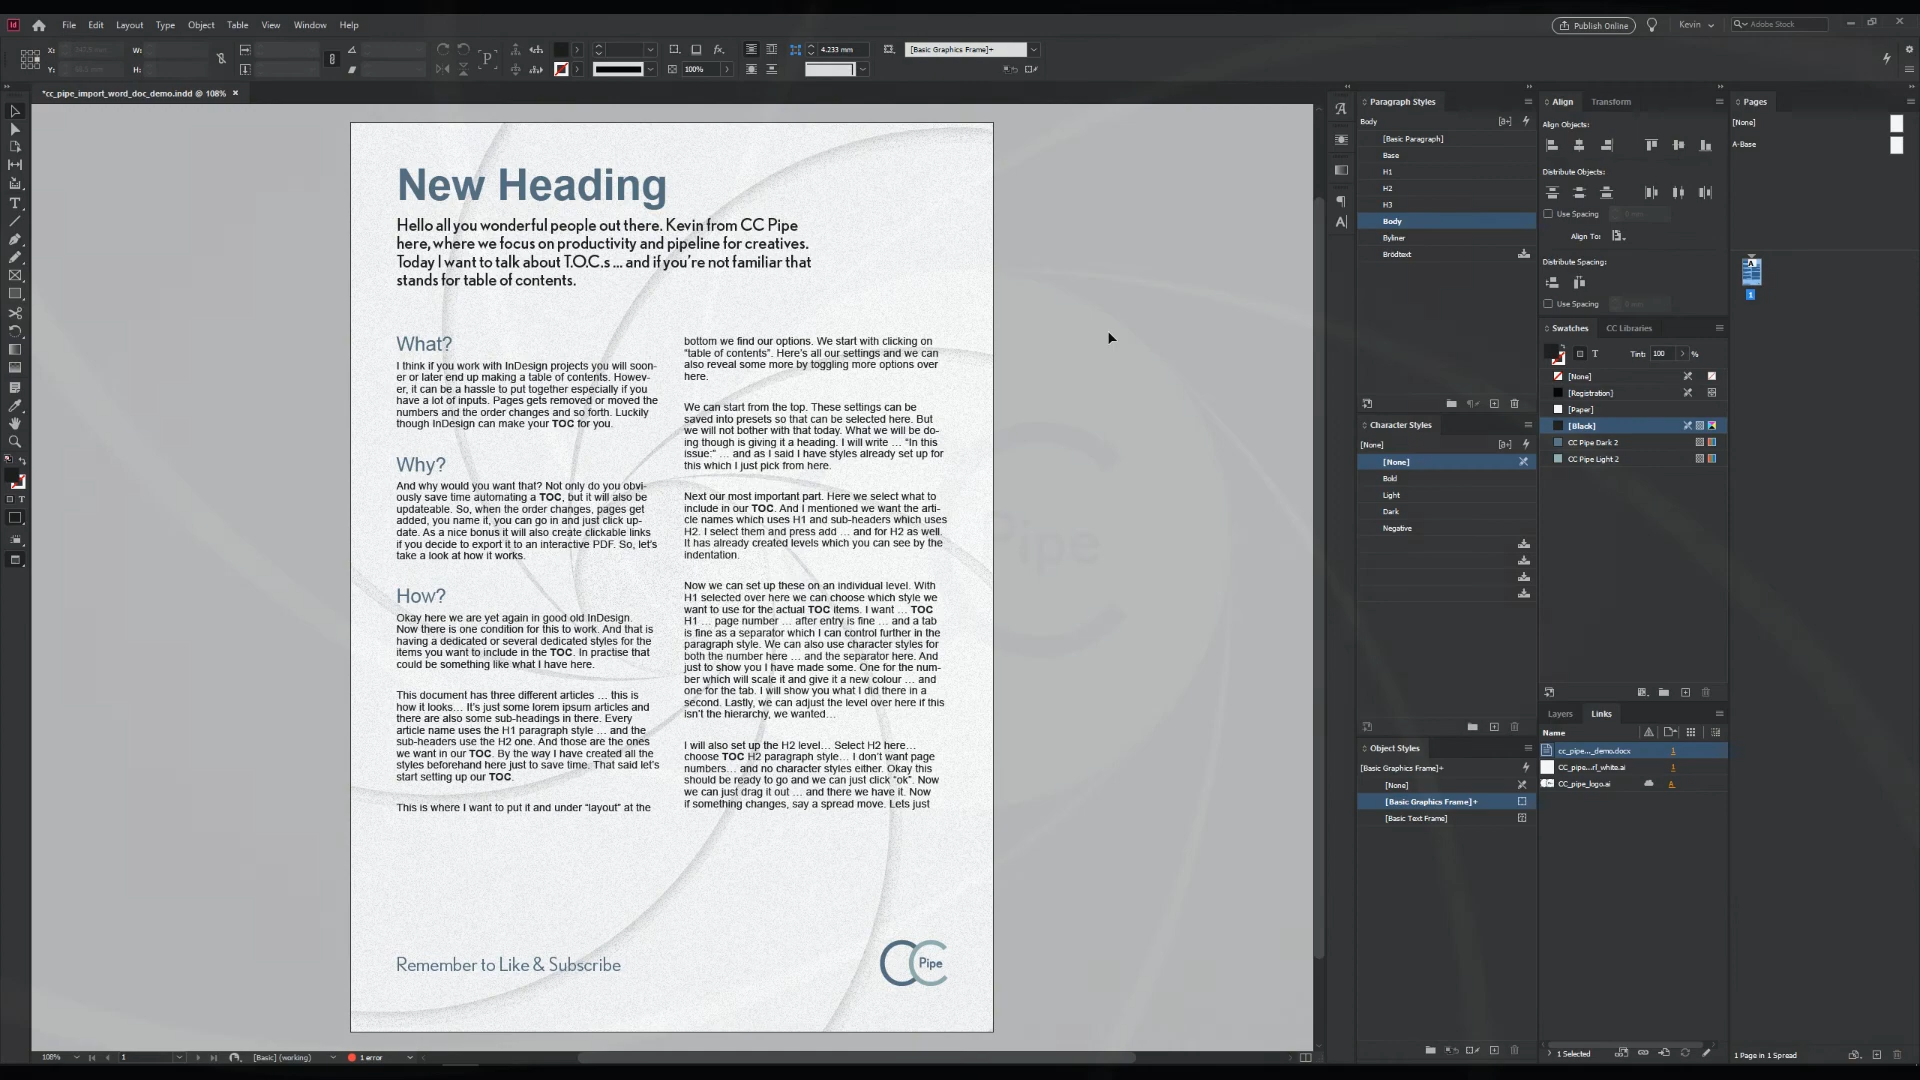 File Edit Layout Type Object Table View Window Help
Publish Online
Kevin
Adobe Stock
X:
W:
4.233 mm
[Basic Graphics Frame]+
Y:
H:
100%
*cc_pipe_import_word_doc_demo.indd @ 108% ×
New Heading
Hello all you wonderful people out there. Kevin from CC Pipe
here, where we focus on productivity and pipeline for creatives.
Today I want to talk about T.O.C.s ... and if you're not familiar that
stands for table of contents.
What?
I think if you work with InDesign projects you will soon-
er or later end up making a table of contents. Howev-
er, it can be a hassle to put together especially if you
have a lot of inputs. Pages gets removed or moved the
numbers and the order changes and so forth. Luckily
though InDesign can make your TOC for you.
Why?
And why would you want that? Not only do you obvi-
ously save time automating a TOC, but it will also be
updateable. So, when the order changes, pages get
added, you name it, you can go in and just click up-
date. As a nice bonus it will also create clickable links
if you decide to export it to an interactive PDF. So, let's
take a look at how it works.
How?
Okay here we are yet again in good old InDesign.
Now there is one condition for this to work. And that is
having a dedicated or several dedicated styles for the
items you want to include in the TOC. In practise that
could be something like what I have here.
This document has three different articles … this is
how it looks… It's just some lorem ipsum articles and
there are also some sub-headings in there. Every
article name uses the H1 paragraph style … and the
sub-headers use the H2 one. And those are the ones
we want in our TOC. By the way I have created all the
styles beforehand here just to save time. That said let's
start setting up our TOC.
This is where I want to put it and under “layout” at the
bottom we find our options. We start with clicking on
“table of contents”. Here's all our settings and we can
also reveal some more by toggling more options over
here.
We can start from the top. These settings can be
saved into presets so that can be selected here. But
we will not bother with that today. What we will be do-
ing though is giving it a heading. I will write … “In this
issue:” … and as I said I have styles already set up for
this which I just pick from here.
Next our most important part. Here we select what to
include in our TOC. And I mentioned we want the arti-
cle names which uses H1 and sub-headers which uses
H2. I select them and press add … and for H2 as well.
It has already created levels which you can see by the
indentation.
Now we can set up these on an individual level. With
H1 selected over here we can choose which style we
want to use for the actual TOC items. I want … TOC
H1 … page number … after entry is fine … and a tab
is fine as a separator which I can control further in the
paragraph style. We can also use character styles for
both the number here … and the separator here. And
just to show you I have made some. One for the num-
ber which will scale it and give it a new colour … and
one for the tab. I will show you what I did there in a
second. Lastly, we can adjust the level over here if this
isn't the hierarchy, we wanted…
I will also set up the H2 level… Select H2 here…
choose TOC H2 paragraph style… I don't want page
numbers… and no character styles either. Okay this
should be ready to go and we can just click “ok”. Now
we can just drag it out … and there we have it. Now
if something changes, say a spread move. Lets just
Remember to Like & Subscribe
CC Pipe
Pipe
Paragraph Styles
Body
[Basic Paragraph]
Base
H1
H2
H3
Body
Byliner
Brödtext
Character Styles
[None]
[None]
Bold
Light
Dark
Negative
Object Styles
[Basic Graphics Frame]+
[None]
[Basic Graphics Frame]+
[Basic Text Frame]
Align Transform
Align Objects:
Distribute Objects:
Use Spacing
Align To:
Distribute Spacing:
Use Spacing
Swatches CC Libraries
Tint: 100 %
[None]
[Registration]
[Paper]
[Black]
CC Pipe Dark 2
CC Pipe Light 2
Layers Links
Name
cc_pipe..._demo.docx 1
CC_pipe...rf_white.ai 1
CC_pipe_logo.ai
1 Selected
Pages
[None]
A-Base
A
1
1 Page in 1 Spread
108%
1
[Basic] (working)
1 error